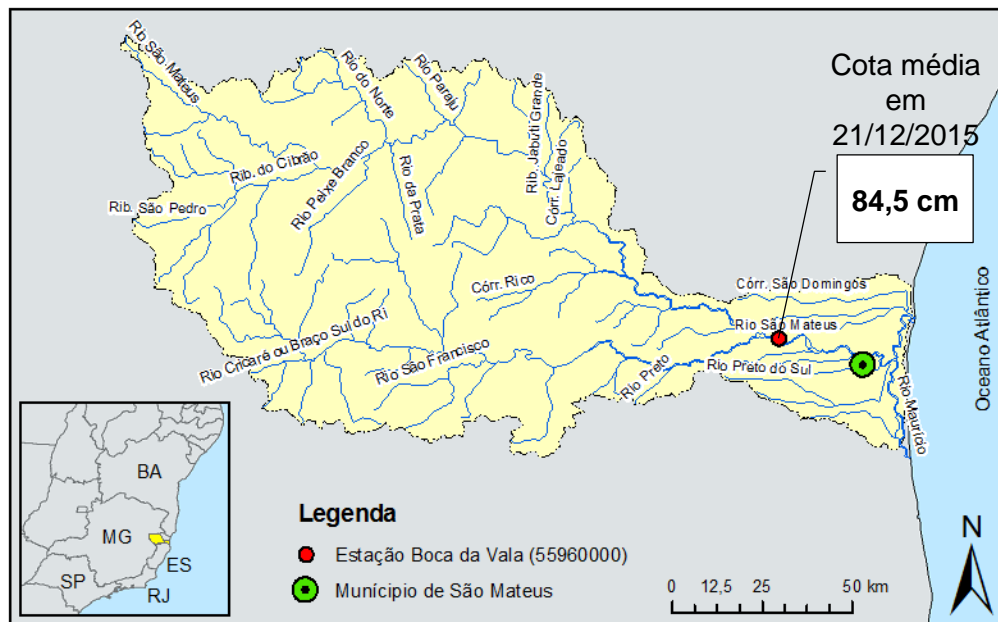 Rib. São Mateus
Rio do Norte
Rio Paraju
Rib. Jabuti Grande
Córr. Lajeado
Rib. do Cibrão
Rio Peixe Branco
Rio da Prata
Rib. São Pedro
Cota média
em
21/12/2015
84,5 cm
Córr. Rico
Córr. São Domingos
Rio São Mateus
Rio Cricaré ou Braço Sul do Ri
Rio São Francisco
Rio Preto
Rio Preto do Sul
Rio Maurício
Oceano Atlântico
BA
MG
ES
SP
RJ
Legenda
Estação Boca da Vala (55960000)
Munícipio de São Mateus
0 12,5 25 50 km
N